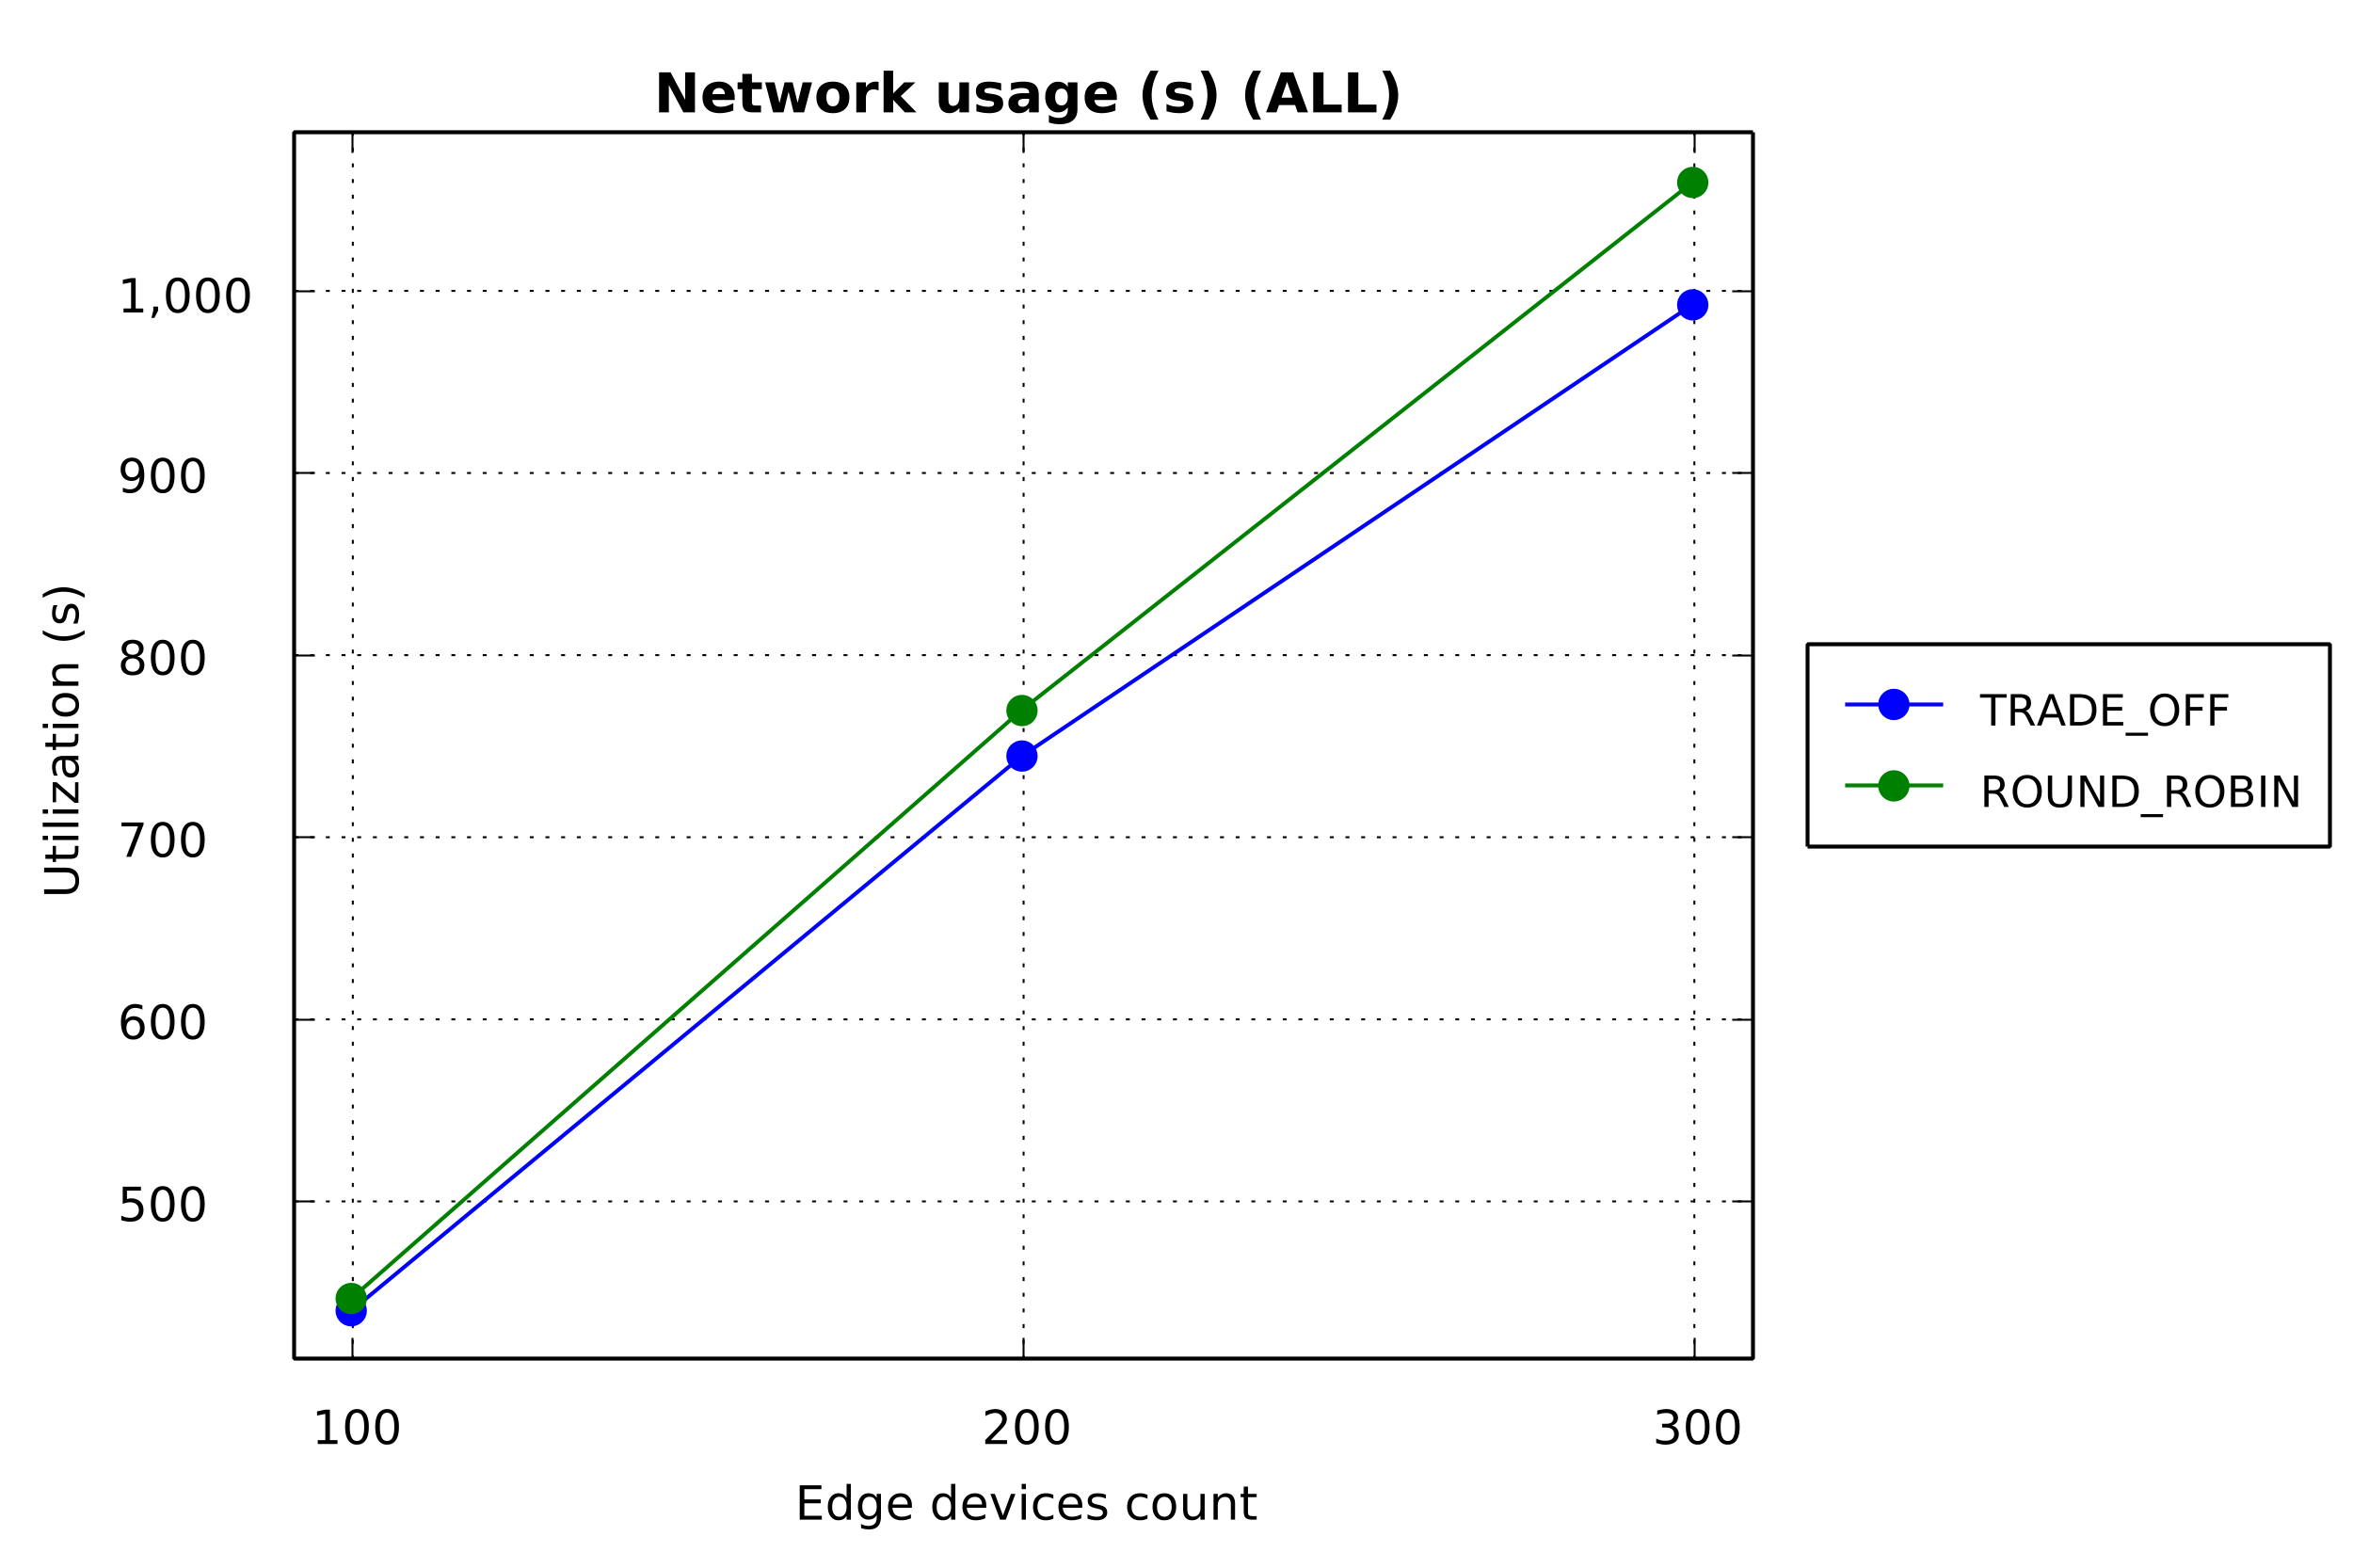 Network usage (s) (ALL)
1,000
900
800
700
600
500
Utilization (s)
100
200
300
Edge devices count
TRADE_OFF
ROUND_ROBIN